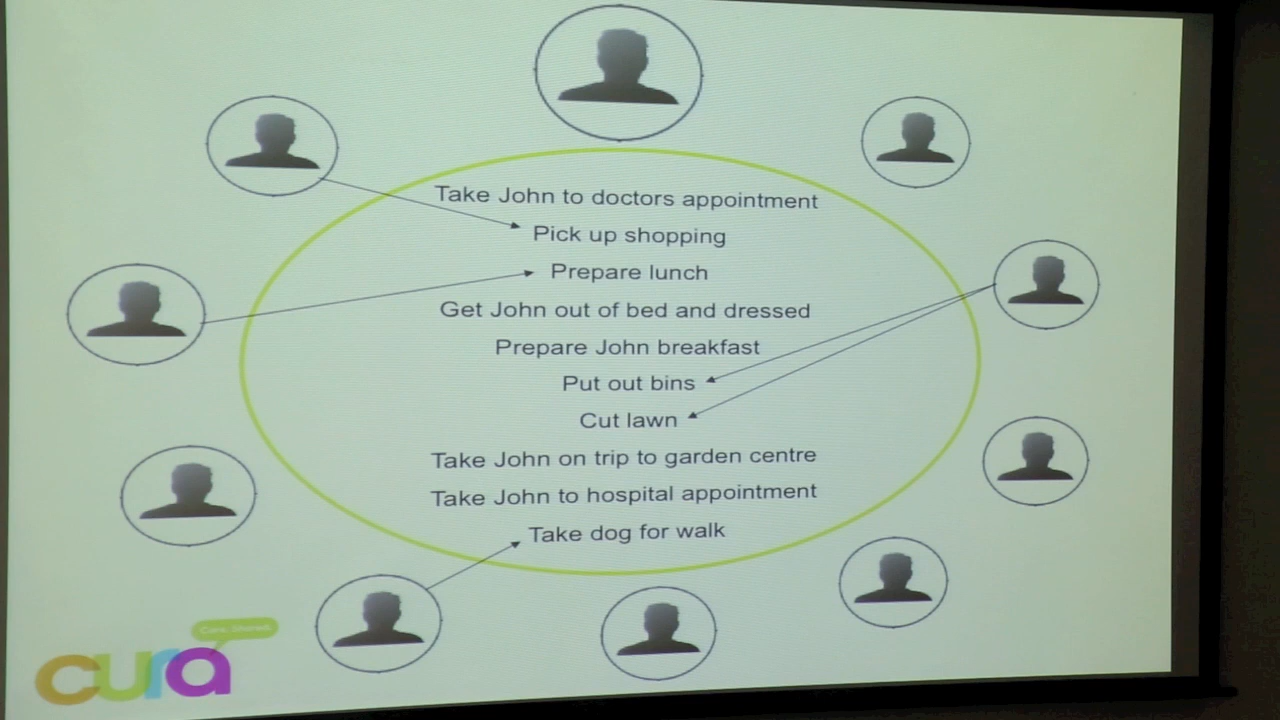 Take John to doctors appointment
Pick up shopping
Prepare lunch
Get John out of bed and dressed
Prepare John breakfast
Put out bins
Cut lawn
Take John on trip to garden centre
Take John to hospital appointment
Take dog for walk
Care. Shared.
cura